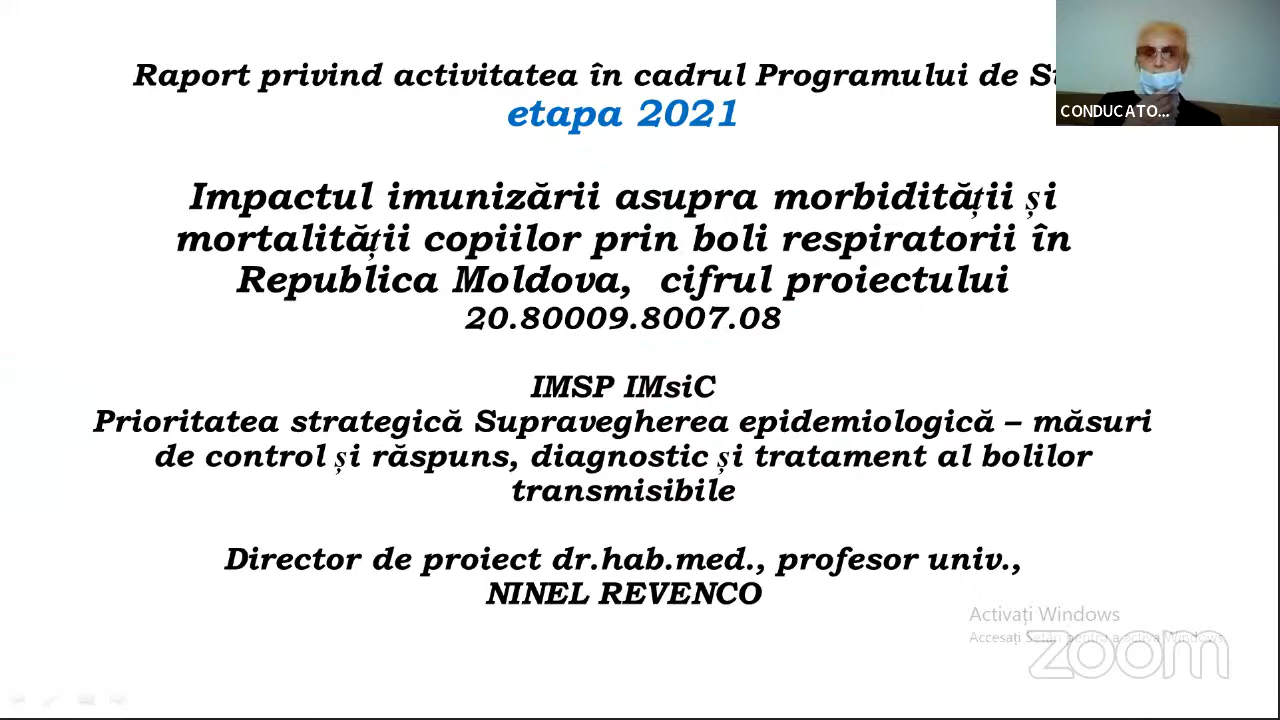 Raport privind activitatea în cadrul Programului de
etapa 2021
Impactul imunizării asupra morbidității și
mortalității copiilor prin boli respiratorii în
Republica Moldova, cifrul proiectului
20.80009.8007.08
IMSP IMsiC
Prioritatea strategică Supravegherea epidemiologică – măsuri
de control și răspuns, diagnostic și tratament al bolilor
transmisibile
Director de proiect dr.hab.med., profesor univ.,
NINEL REVENCO
CONDUCATO...
Activați Windows
Accesați Setări pentru a activa Windows.
zoom